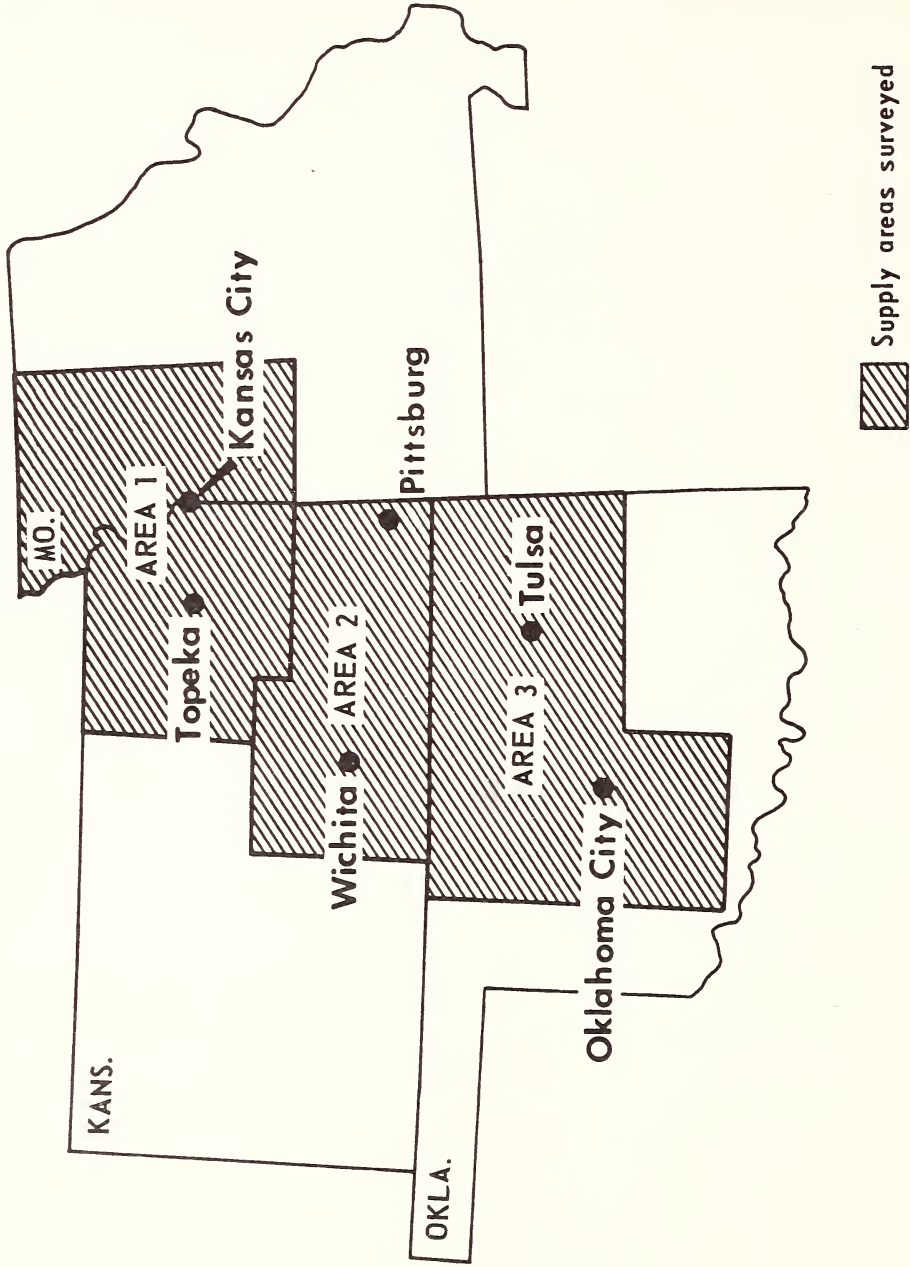 MO.
KANS.
AREA 1
Topeka
Kansas City
AREA 2
Wichita
Pittsburg
OKLA.
AREA 3
Tulsa
Oklahoma City
Supply areas surveyed